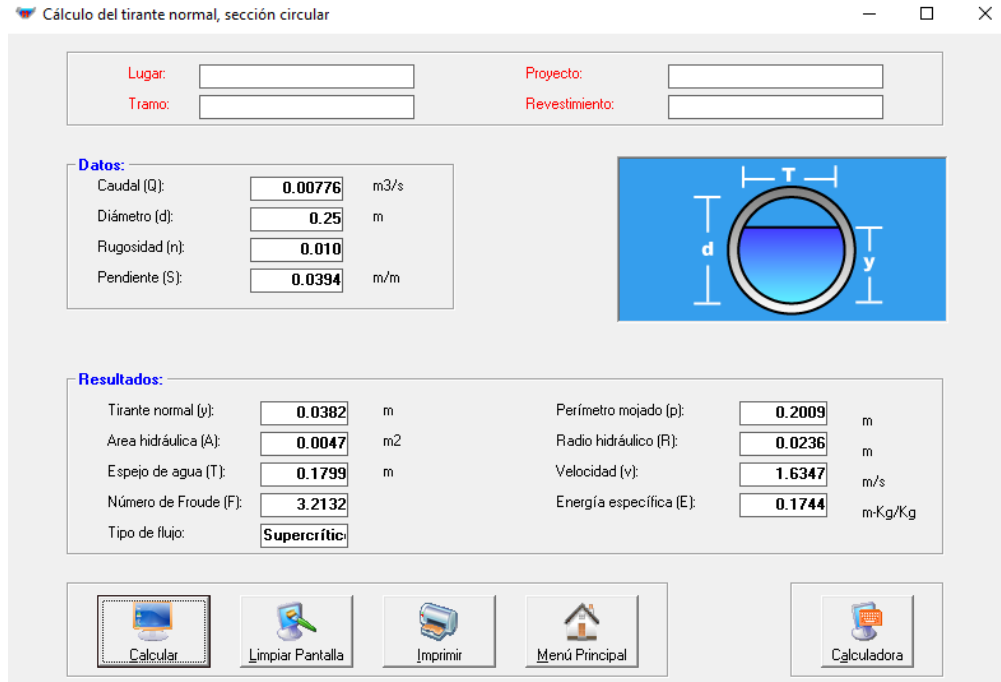 Cálculo del tirante normal, sección circular
Lugar: Proyecto:
Tramo: Revestimiento:
Datos:
Caudal (Q): 0.00776 m3/s
Diámetro (d): 0.25 m
Rugosidad (n): 0.010
Pendiente (S): 0.0394 m/m
T
d
y
Resultados:
Tirante normal (y): 0.0382 m Perímetro mojado (p): 0.2009 m
Area hidráulica (A): 0.0047 m2 Radio hidráulico (R): 0.0236 m
Espejo de agua (T): 0.1799 m Velocidad (v): 1.6347 m/s
Número de Froude (F): 3.2132 Energía específica (E): 0.1744 m-Kg/Kg
Tipo de flujo: Supercrític
Calcular Limpiar Pantalla Imprimir Menú Principal Calculadora